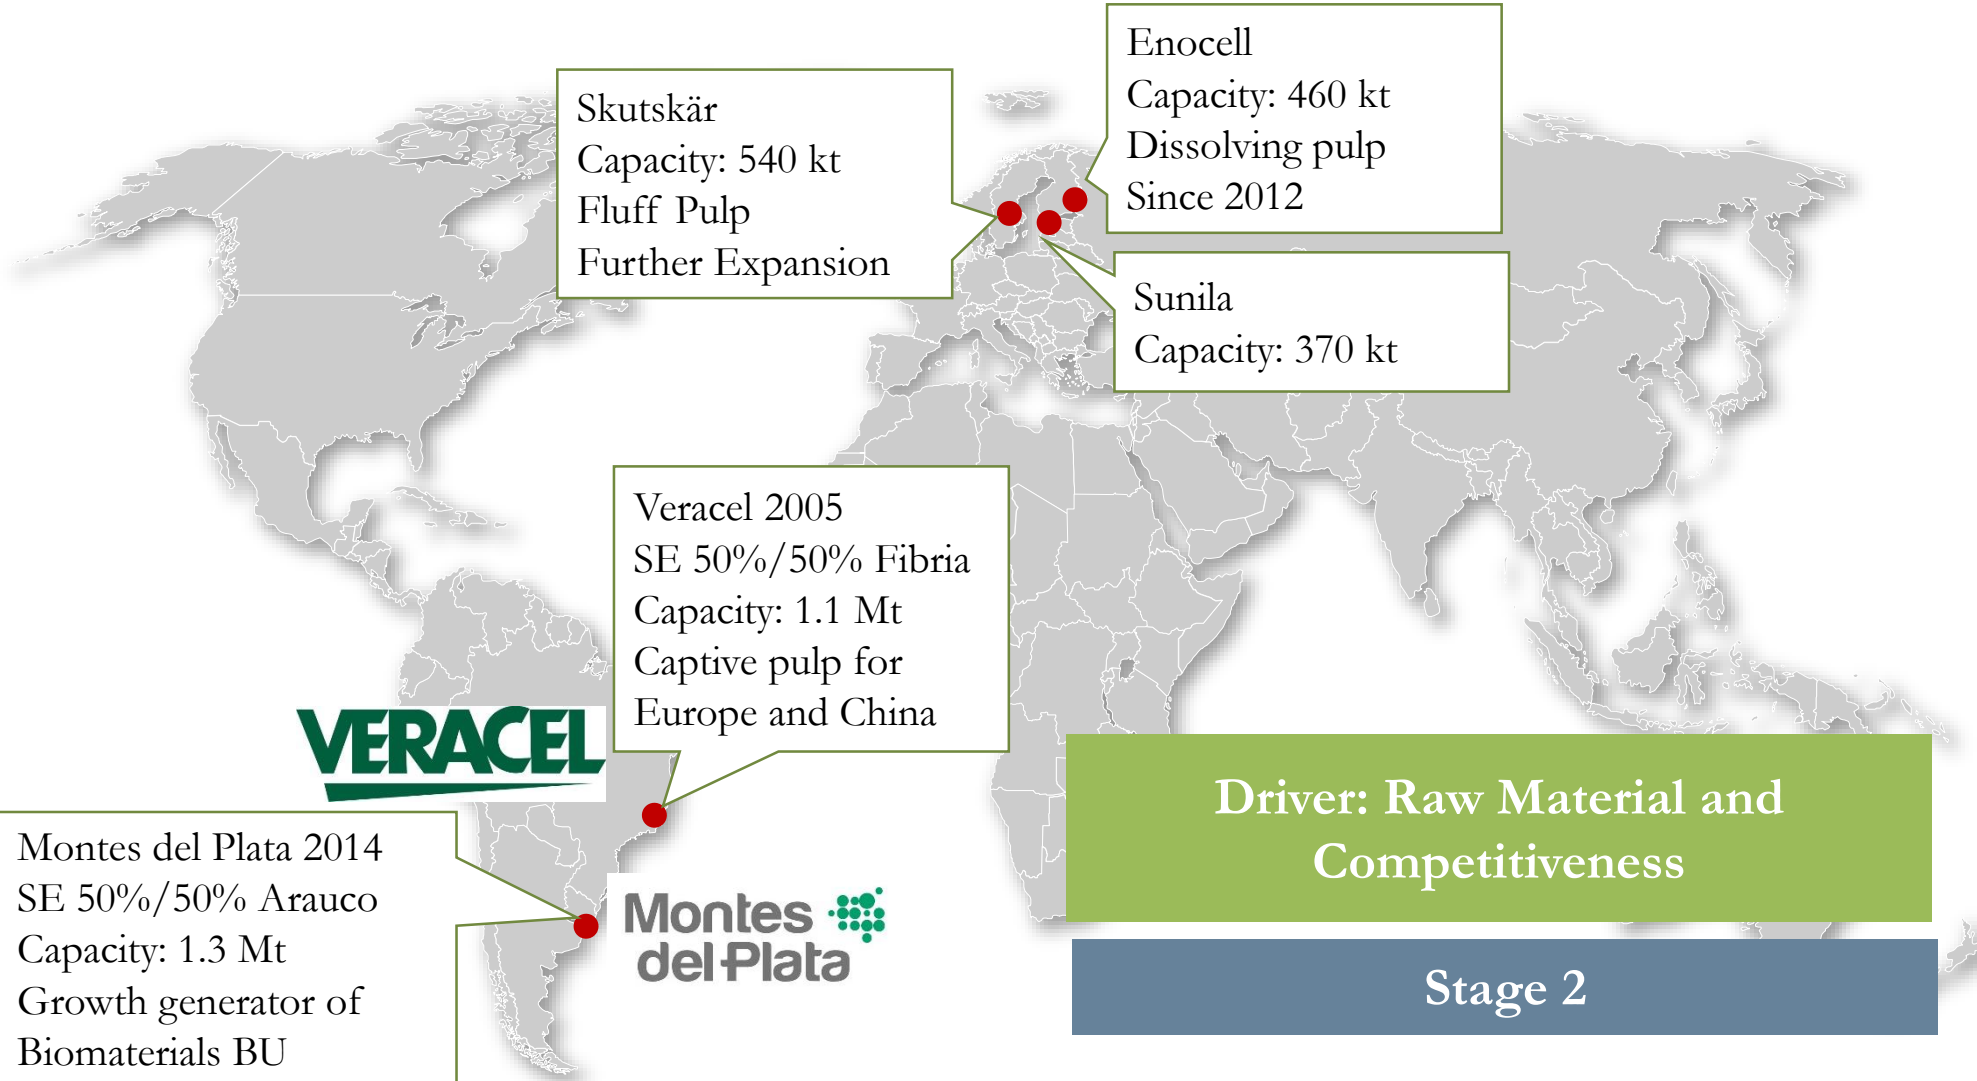 Enocell
Capacity: 460 kt
Dissolving pulp
Since 2012
Skutskär
Capacity: 540 kt
Fluff Pulp
Further Expansion
Sunila
Capacity: 370 kt
Veracel 2005
SE 50%/50% Fibria
Capacity: 1.1 Mt
Captive pulp for
Europe and China
VERACEL
Driver: Raw Material and
Competitiveness
Montes del Plata 2014
SE 50%/50% Arauco
Capacity: 1.3 Mt
Growth generator of
Biomaterials BU
Montes
del Plata
Stage 2